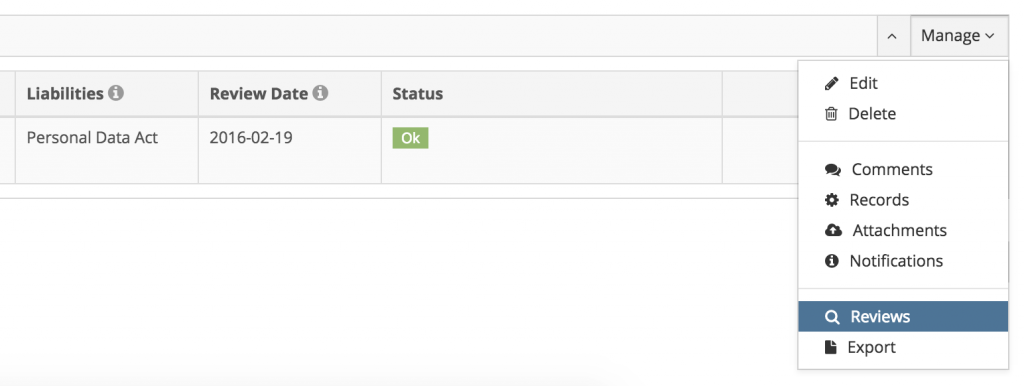 Manage
Liabilities
Review Date
Status
Personal Data Act
2016-02-19
Ok
Edit
Delete
Comments
Records
Attachments
Notifications
Reviews
Export